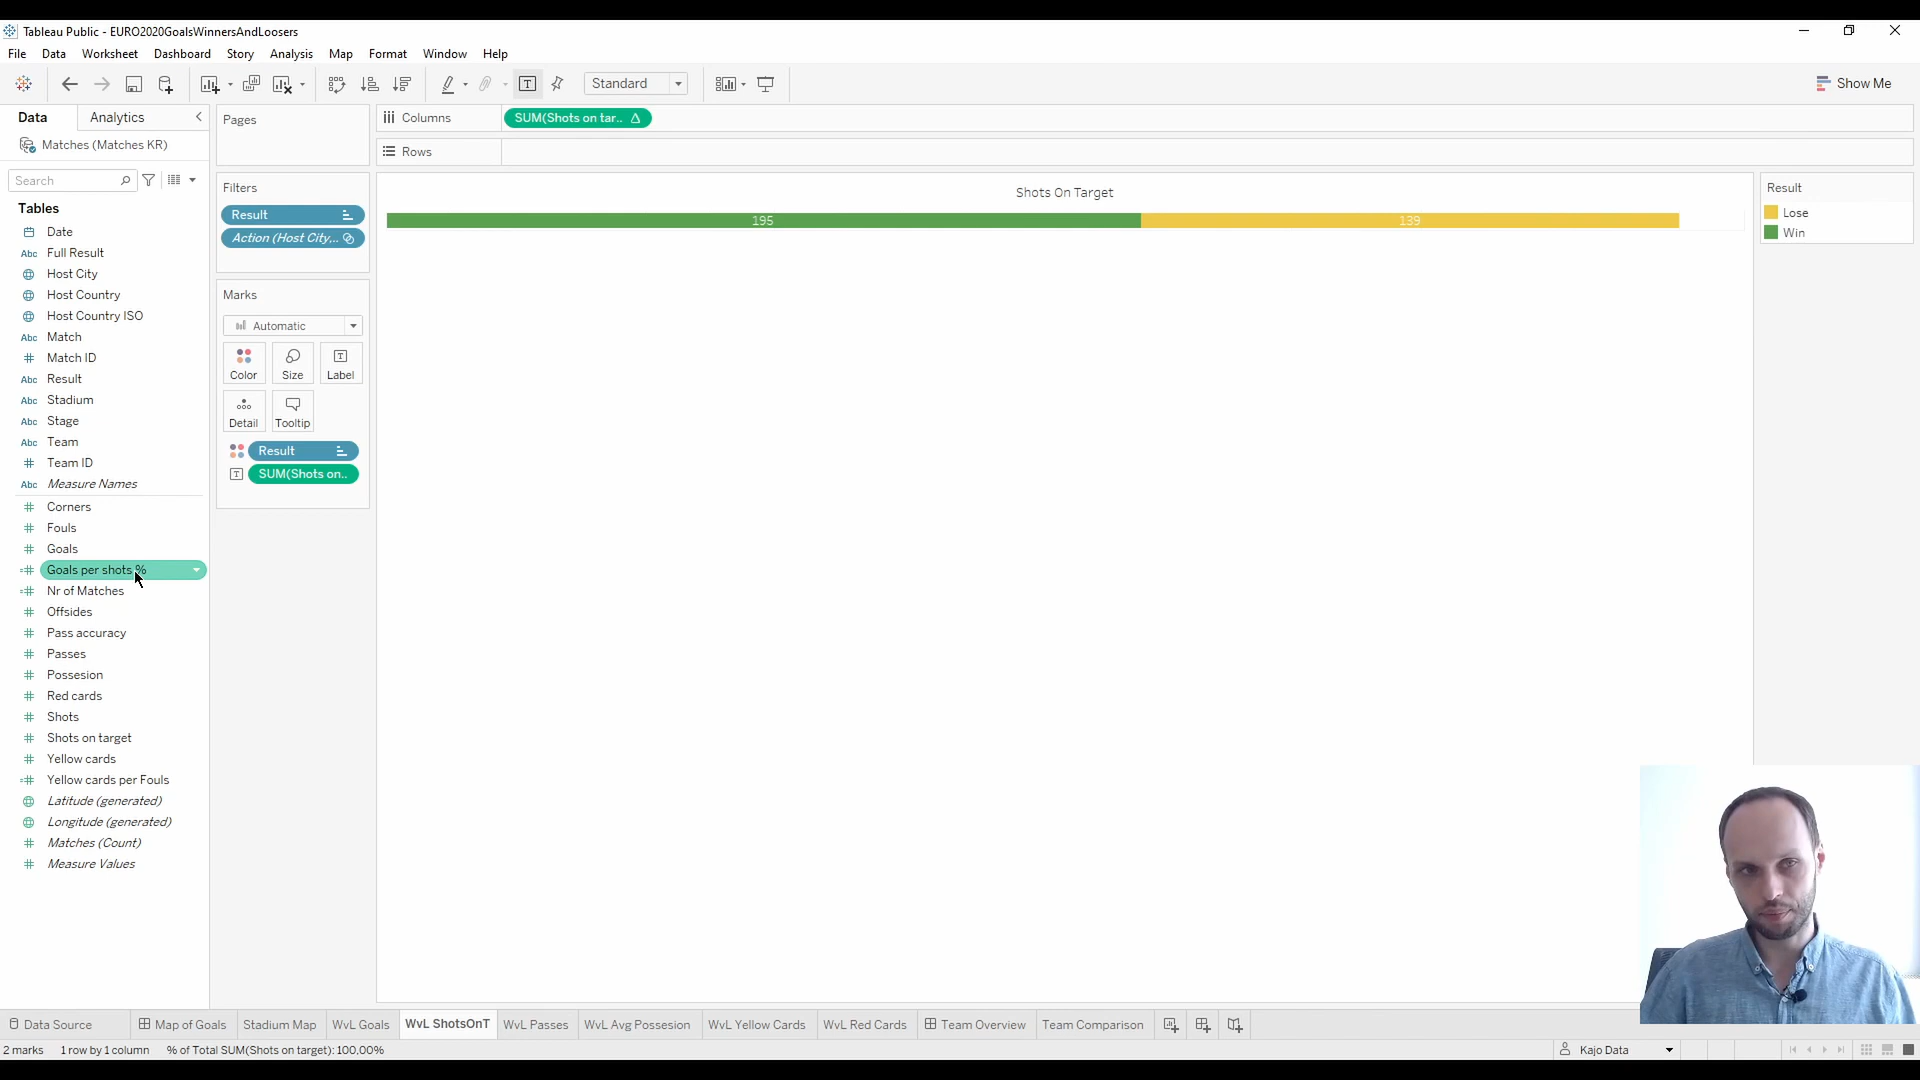 Tableau Public - EURO2020GoalsWinnersAndLoosers
File Data Worksheet Dashboard Story Analysis Map Format Window Help
Standard
Show Me
Data Analytics
Matches (Matches KR)
Search
Tables
Date
Abc Full Result
Host City
Host Country
Host Country ISO
Abc Match
Match ID
Abc Result
Abc Stadium
Abc Stage
Abc Team
Team ID
Abc Measure Names
Corners
Fouls
Goals
Goals per shots %
Nr of Matches
Offsides
Pass accuracy
Passes
Possesion
Red cards
Shots
Shots on target
Yellow cards
Yellow cards per Fouls
Latitude (generated)
Longitude (generated)
Matches (Count)
Measure Values
Pages
Filters
Result
Action (Host City...
Marks
Automatic
Color Size Label
Detail Tooltip
Result
SUM(Shots on..
Columns SUM(Shots on tar..
Rows
Shots On Target
195 139
Result
Lose
Win
Data Source Map of Goals Stadium Map WvL Goals WvL ShotsOnT WvL Passes WvL Avg Possesion WvL Yellow Cards WvL Red Cards Team Overview Team Comparison
2 marks 1 row by 1 column % of Total SUM(Shots on target): 100,00% Kajo Data